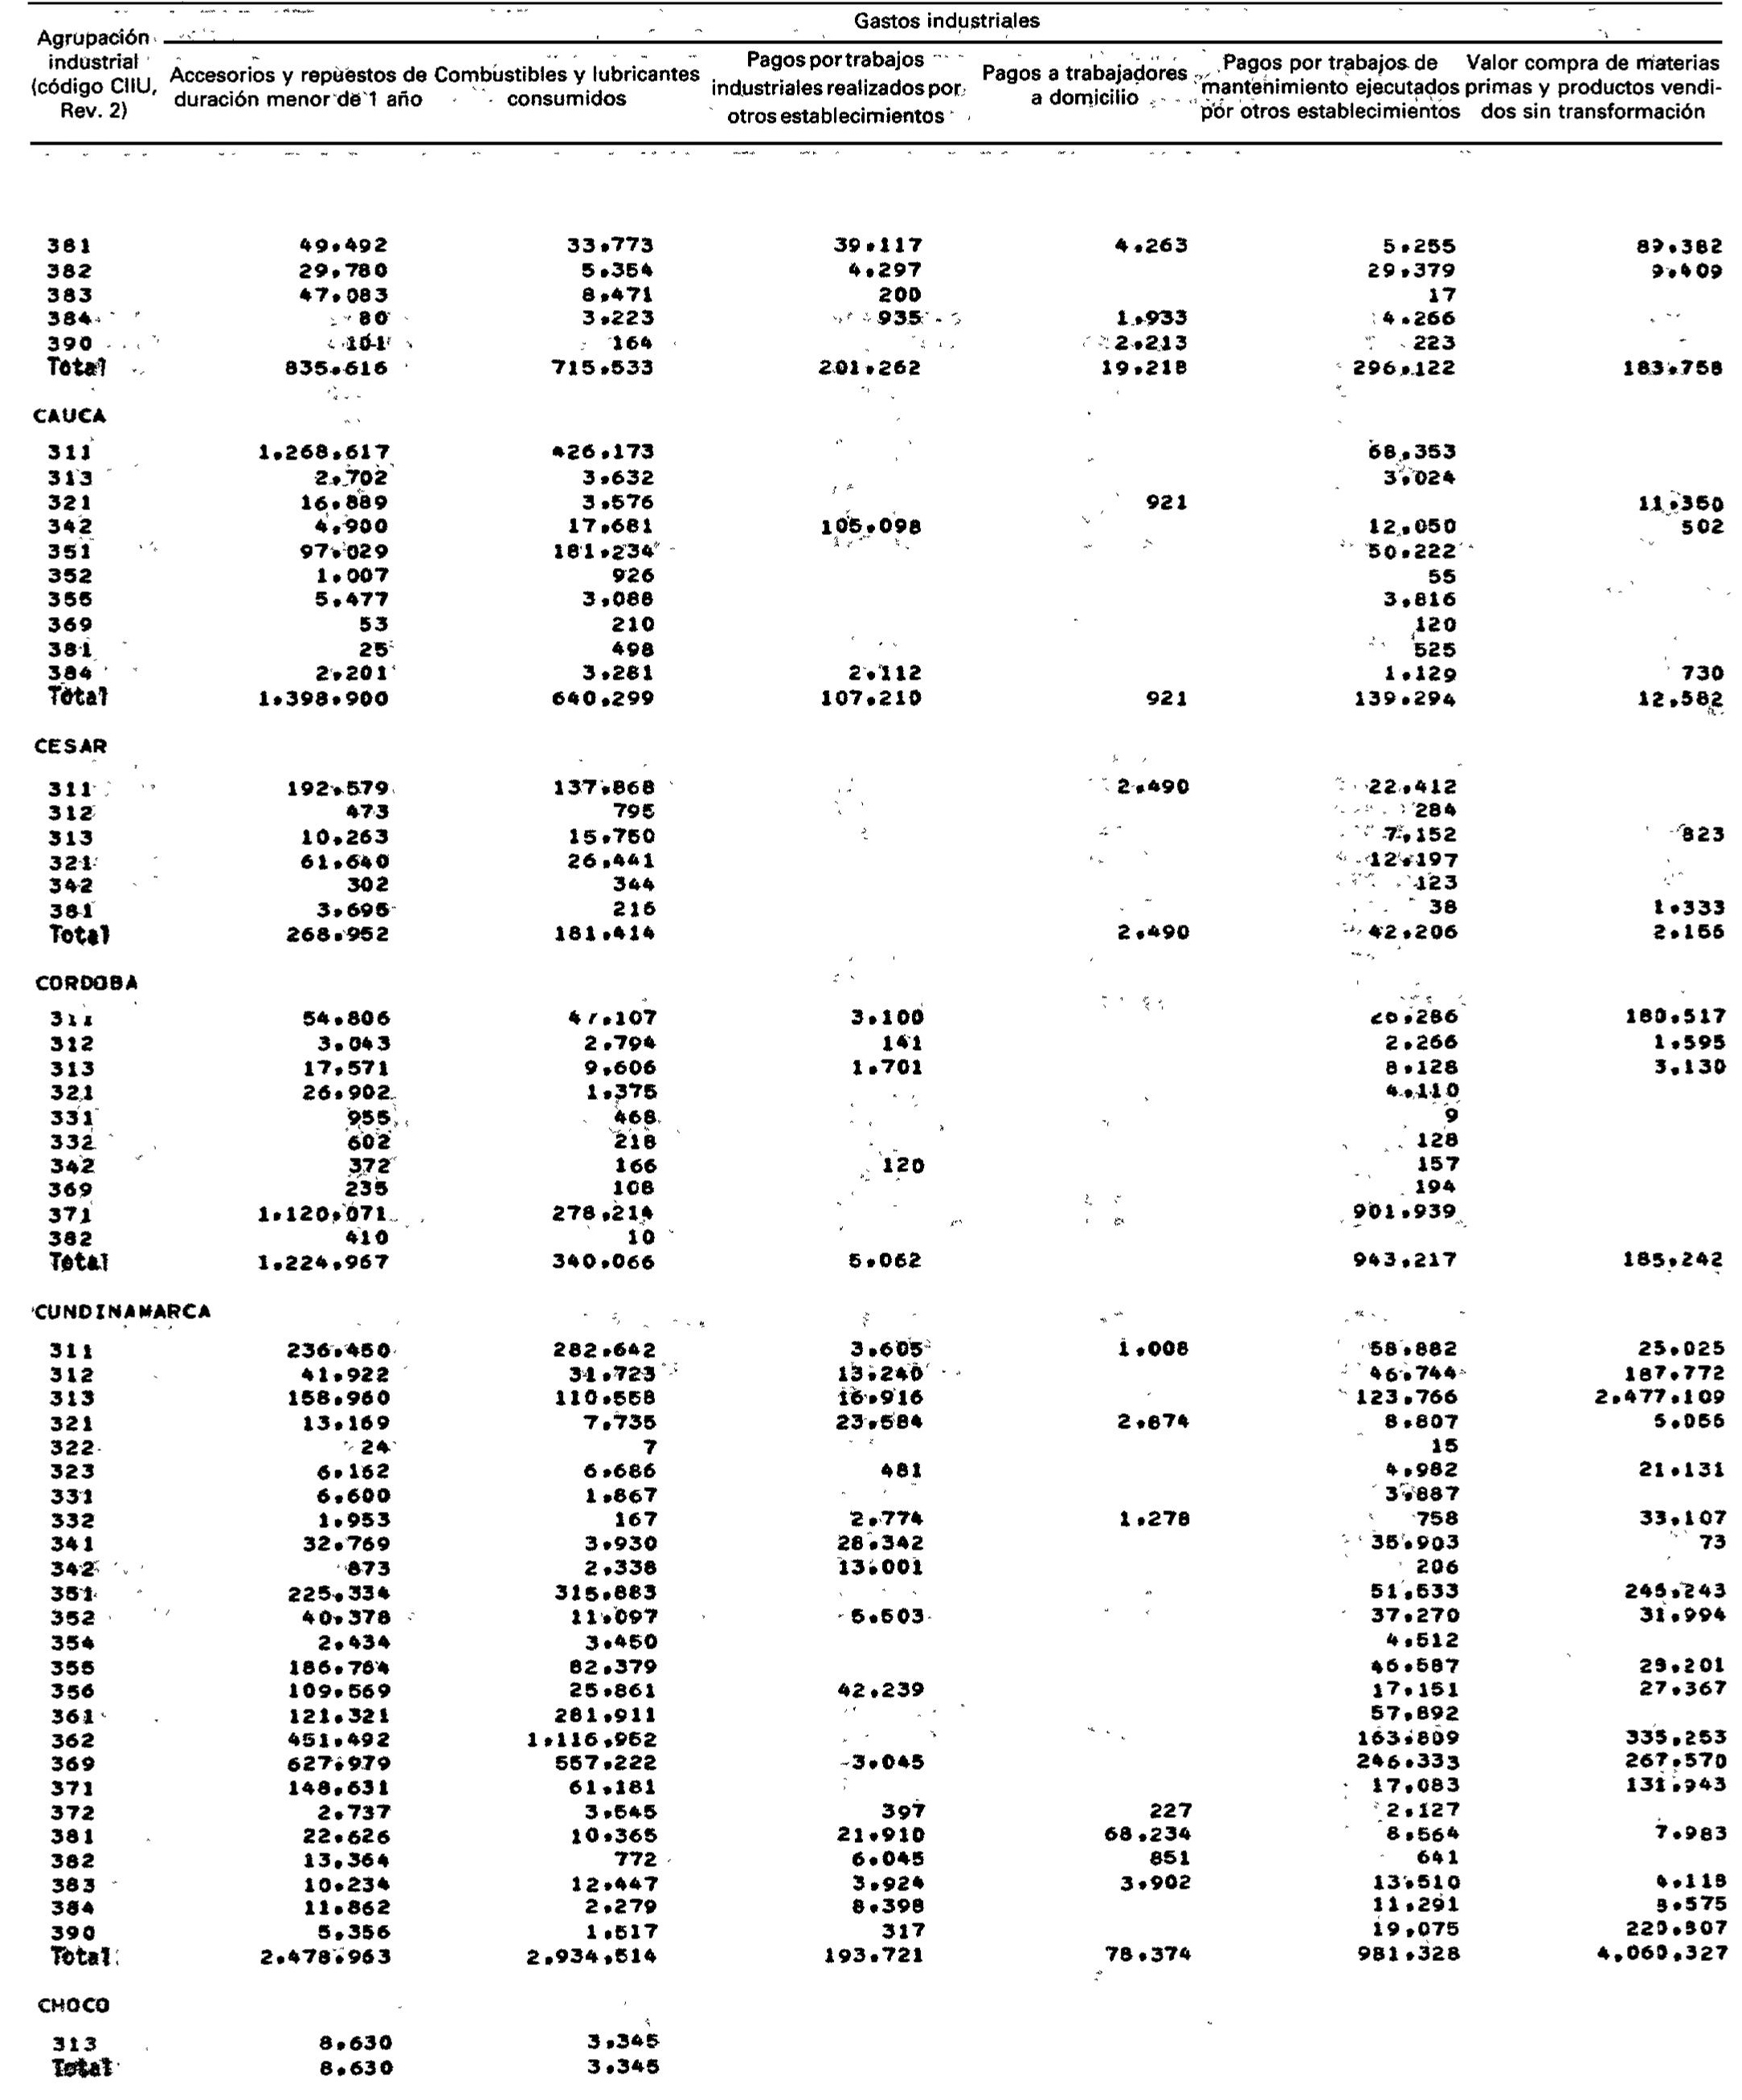 Gastos industriales
Agrupación industrial (código CIIU, Rev. 2) Accesorios y repuestos de duración menor de 1 año Combustibles y lubricantes consumidos Pagos por trabajos industriales realizados por otros establecimientos Pagos a trabajadores a domicilio Pagos por trabajos de mantenimiento ejecutados por otros establecimientos Valor compra de materias primas y productos vendidos sin transformación
381 49.492 33.773 39.117 4.263 5.255 89.382
382 29.780 5.354 4.297 29.379 9.409
383 47.083 8.471 200 17
384 80 3.223 935 1.933 4.266
390 101 164 2.213 223
Total 835.616 715.533 201.262 19.218 296.122 183.758
CAUCA
311 1.268.617 426.173 68.353
313 2.702 3.632 3.024
321 16.889 3.576 921 11.350
342 4.900 17.681 105.098 12.050 502
351 97.029 181.234 50.222
352 1.007 926 55
355 5.477 3.088 3.816
369 53 210 120
381 25 498 525
384 2.201 3.281 2.112 1.129 730
Total 1.398.900 640.299 107.210 921 139.294 12.582
CESAR
311 192.579 137.868 2.490 22.412
312 473 795 284
313 10.263 15.750 7.152 823
321 61.640 26.441 12.197
342 302 344 123
381 3.695 216 38 1.333
Total 268.952 181.414 2.490 42.206 2.156
CORDOBA
311 54.806 47.107 3.100 180.517
312 3.043 2.794 141 2.266 1.595
313 17.571 9.606 1.701 8.128 3.130
321 26.902 1.375 4.110
331 955 468 9
332 602 218 128
342 372 166 120 157
369 235 108 194
371 1.120.071 278.214 901.939
382 410 10
Total 1.224.967 340.066 5.062 943.217 185.242
CUNDINAMARCA
311 236.450 282.642 3.605 1.008 58.882 25.025
312 41.922 31.723 13.240 46.744 187.772
313 158.960 110.558 16.916 123.766 2.477.109
321 13.169 7.735 23.584 2.874 8.807 5.056
322 24 7 15
323 6.162 6.686 481 4.982 21.131
331 6.600 1.867 3.887
332 1.953 167 2.774 1.278 758 33.107
341 32.769 3.930 28.342 35.903 73
342 873 2.338 13.001 206
351 225.334 315.883 51.533 245.243
352 40.378 11.097 5.503 37.270 31.994
354 2.434 3.450 4.512
355 186.764 82.379 46.587 29.201
356 109.569 25.861 42.239 17.151 27.367
361 121.321 281.911 57.892
362 451.492 1.116.952 163.809 335.253
369 627.979 557.222 3.045 246.333 267.570
371 148.631 61.181 17.083 131.943
372 2.737 3.545 397 227 2.127
381 22.626 10.365 21.910 68.234 8.564 7.983
382 13.364 772 6.045 851 641
383 10.234 12.447 3.924 3.902 13.510 4.118
384 11.862 2.279 8.398 11.291
390 5.356 1.517 317 19.075
Total 2.478.963 2.934.514 193.721 78.374 981.328
CHOCO
313 8.630 3.345
Total 8.630 3.345